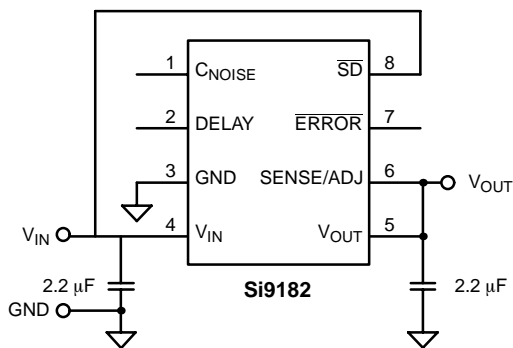 1 C_NOISE SD 8
2 DELAY ERROR 7
3 GND SENSE/ADJ 6 V_OUT
V_IN 4 V_IN V_OUT 5
2.2 μF Si9182 2.2 μF
GND